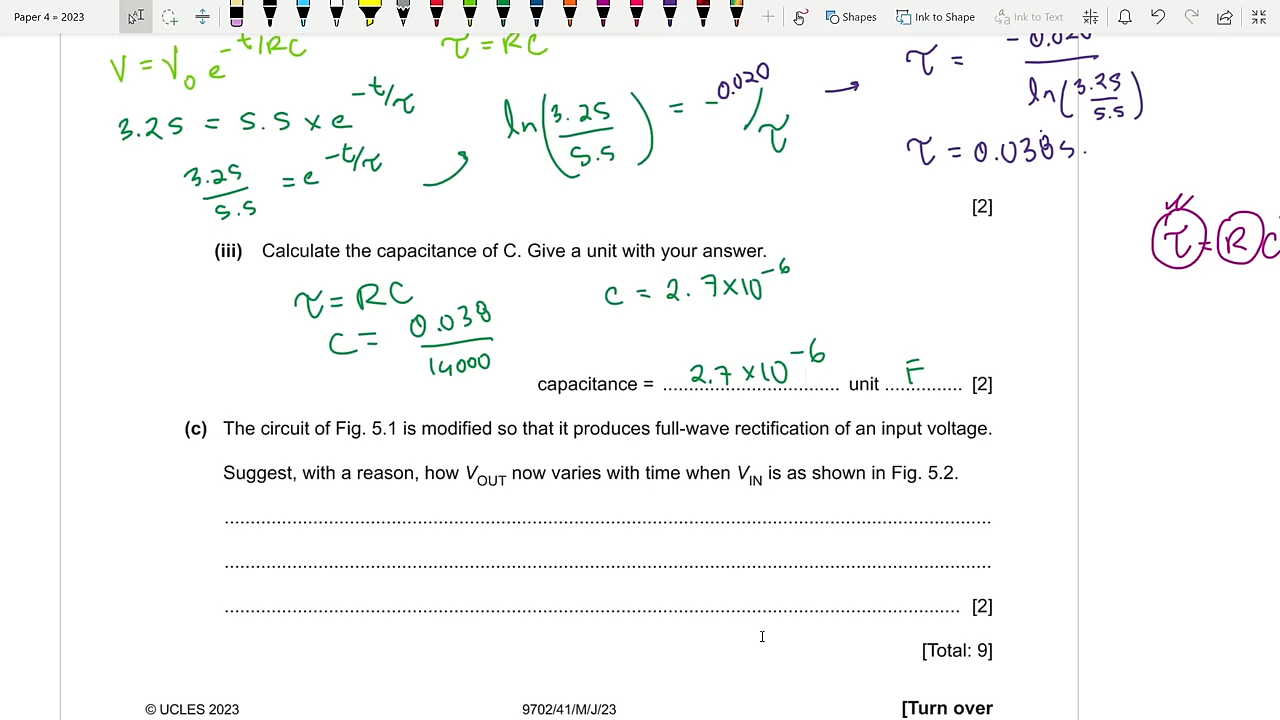 Paper 4 » 2023
Shapes
Ink to Shape
Ink to Text
V = V₀ e^(-t/RC)
τ = RC
3.25 = 5.5 × e^(-t/τ)
3.25/5.5 = e^(-t/τ)
ln(3.25/5.5) = -0.020/τ
τ = -0.020/ln(3.25/5.5)
τ = 0.038s.
[2]
τ = RC
(iii) Calculate the capacitance of C. Give a unit with your answer.
τ = RC
C = 0.038/14000
C = 2.7 × 10⁻⁶
capacitance = 2.7 × 10⁻⁶ unit F [2]
(c) The circuit of Fig. 5.1 is modified so that it produces full-wave rectification of an input voltage.
Suggest, with a reason, how V_OUT now varies with time when V_IN is as shown in Fig. 5.2.
[2]
[Total: 9]
© UCLES 2023
9702/41/M/J/23
[Turn over